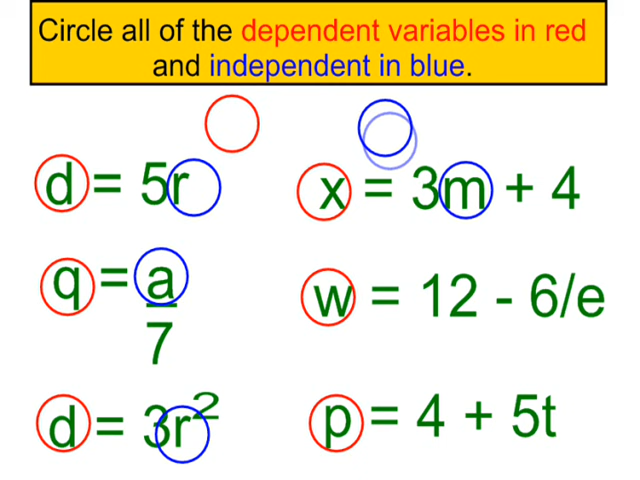 Circle all of the dependent variables in red
and independent in blue.
d = 5r
x = 3m + 4
q = a
7
w = 12 - 6/e
d = 3r²
p = 4 + 5t